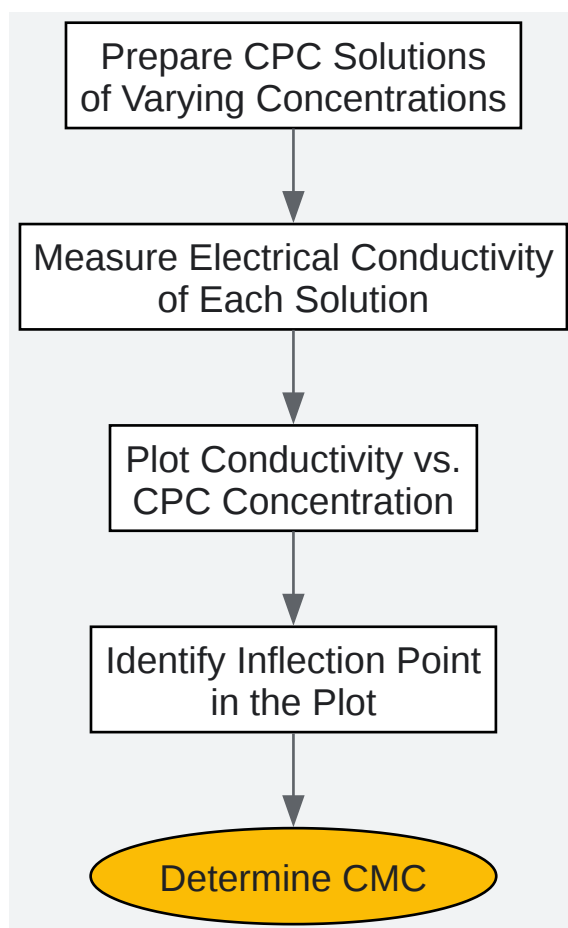 Prepare CPC Solutions
of Varying Concentrations
Measure Electrical Conductivity
of Each Solution
Plot Conductivity vs.
CPC Concentration
Identify Inflection Point
in the Plot
Determine CMC